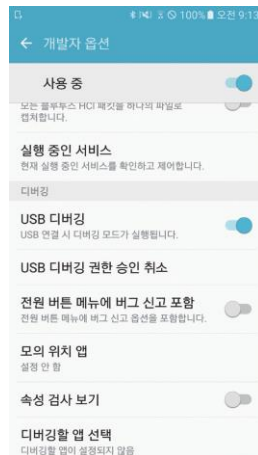 100% 오전 9:13
개발자 옵션
사용 중
모든 블루투스 HCI 패킷을 하나의 파일로
캡처합니다.
실행 중인 서비스
현재 실행 중인 서비스를 확인하고 제어합니다.
디버깅
USB 디버깅
USB 연결 시 디버깅 모드가 실행됩니다.
USB 디버깅 권한 승인 취소
전원 버튼 메뉴에 버그 신고 포함
전원 버튼 메뉴에 버그 신고 옵션을 포함합니다.
모의 위치 앱
설정 안 함
속성 검사 보기
디버깅할 앱 선택
디버깅할 앱이 설정되지 않음